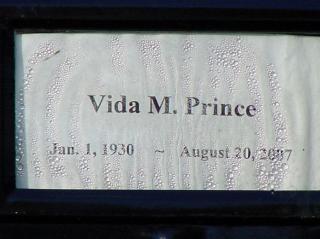 Vida M. Prince
Jan. 1, 1930 ~ August 20, 2007